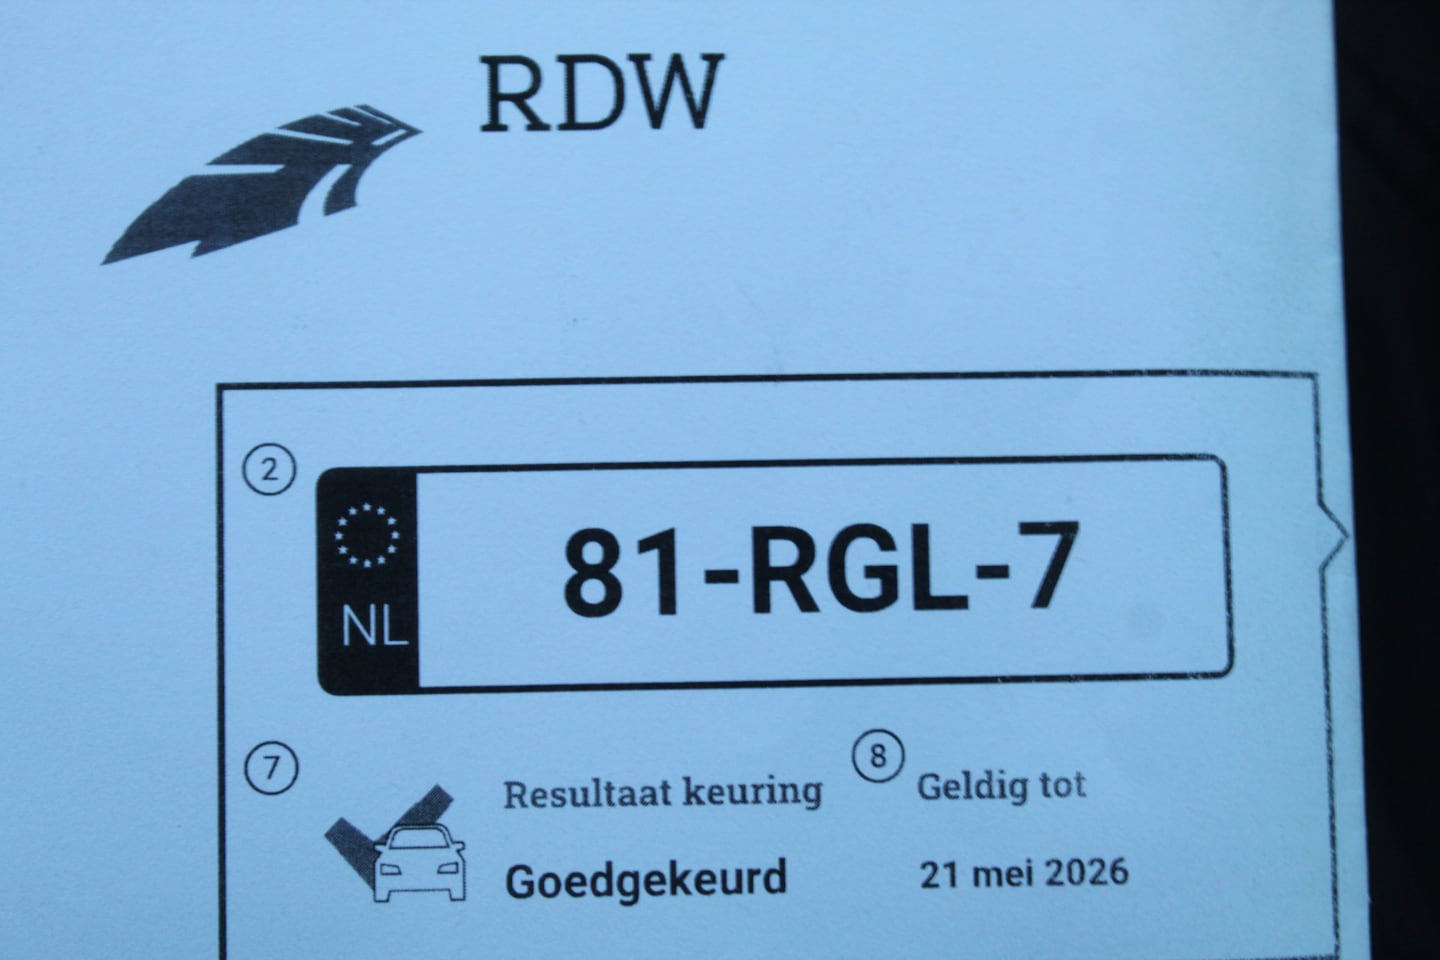 RDW
2
NL
81-RGL-7
7
Resultaat keuring
8
Geldig tot
Goedgekeurd
21 mei 2026